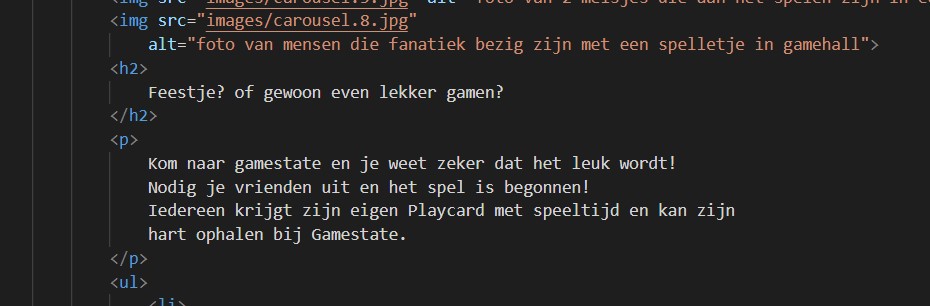 <img src="images/carousel.9.jpg" alt="foto van 2 meisjes die aan het spelen zijn in
<img src="images/carousel.8.jpg"
alt="foto van mensen die fanatiek bezig zijn met een spelletje in gamehall">
<h2>
Feestje? of gewoon even lekker gamen?
</h2>
<p>
Kom naar gamestate en je weet zeker dat het leuk wordt!
Nodig je vrienden uit en het spel is begonnen!
Iedereen krijgt zijn eigen Playcard met speeltijd en kan zijn
hart ophalen bij Gamestate.
</p>
<ul>
<li>